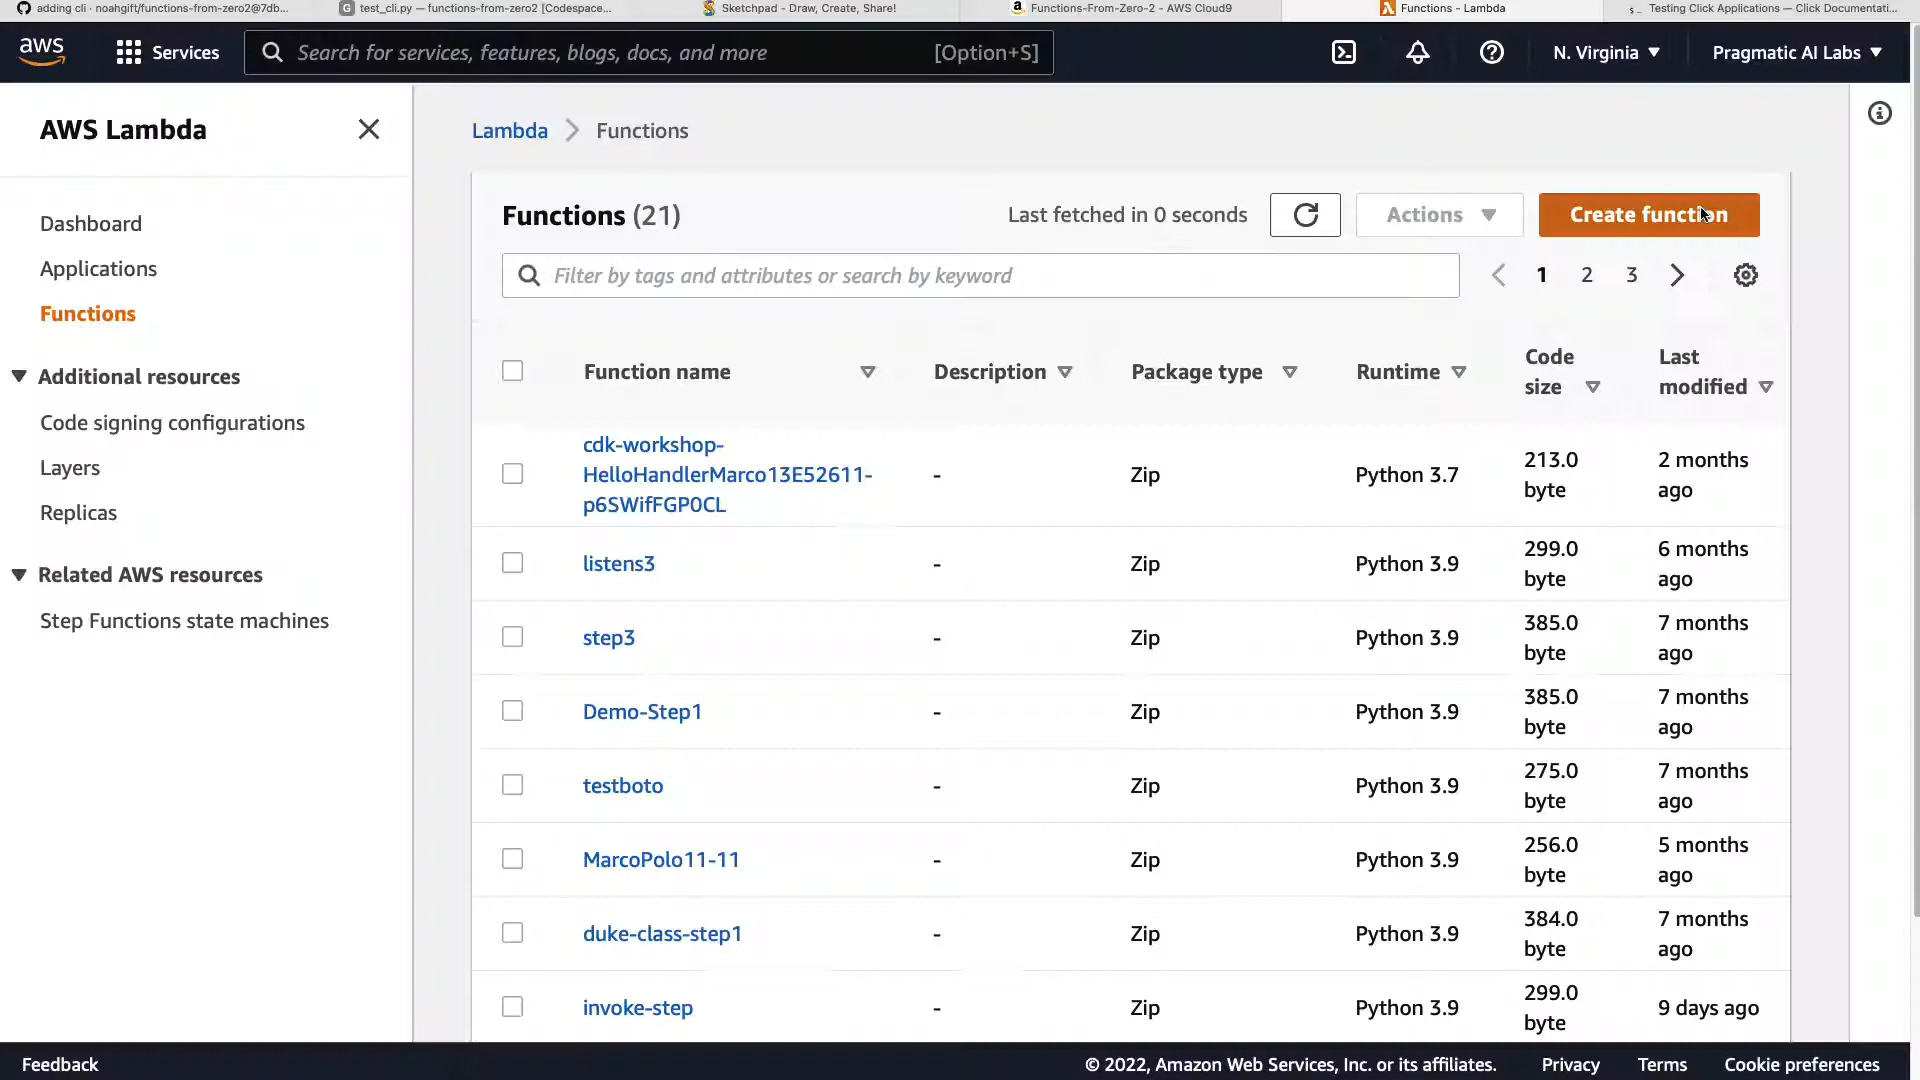 adding cli · noahgift/functions-from-zero2@7db...
test_cli.py — functions-from-zero2 [Codespace...
Sketchpad - Draw, Create, Share!
Functions-From-Zero-2 - AWS Cloud9
Functions - Lambda
Testing Click Applications — Click Documentati...
aws
Services
Search for services, features, blogs, docs, and more
[Option+S]
N. Virginia
Pragmatic AI Labs
AWS Lambda
Dashboard
Applications
Functions
Additional resources
Code signing configurations
Layers
Replicas
Related AWS resources
Step Functions state machines
Lambda
Functions
Functions (21)
Last fetched in 0 seconds
Actions
Create function
Filter by tags and attributes or search by keyword
1 2 3
Function name
Description
Package type
Runtime
Code
size
Last
modified
cdk-workshop-
HelloHandlerMarco13E52611-
p6SWifFGP0CL
-
Zip
Python 3.7
213.0
byte
2 months
ago
listens3
-
Zip
Python 3.9
299.0
byte
6 months
ago
step3
-
Zip
Python 3.9
385.0
byte
7 months
ago
Demo-Step1
-
Zip
Python 3.9
385.0
byte
7 months
ago
testboto
-
Zip
Python 3.9
275.0
byte
7 months
ago
MarcoPolo11-11
-
Zip
Python 3.9
256.0
byte
5 months
ago
duke-class-step1
-
Zip
Python 3.9
384.0
byte
7 months
ago
invoke-step
-
Zip
Python 3.9
299.0
byte
9 days ago
Feedback
© 2022, Amazon Web Services, Inc. or its affiliates.
Privacy
Terms
Cookie preferences